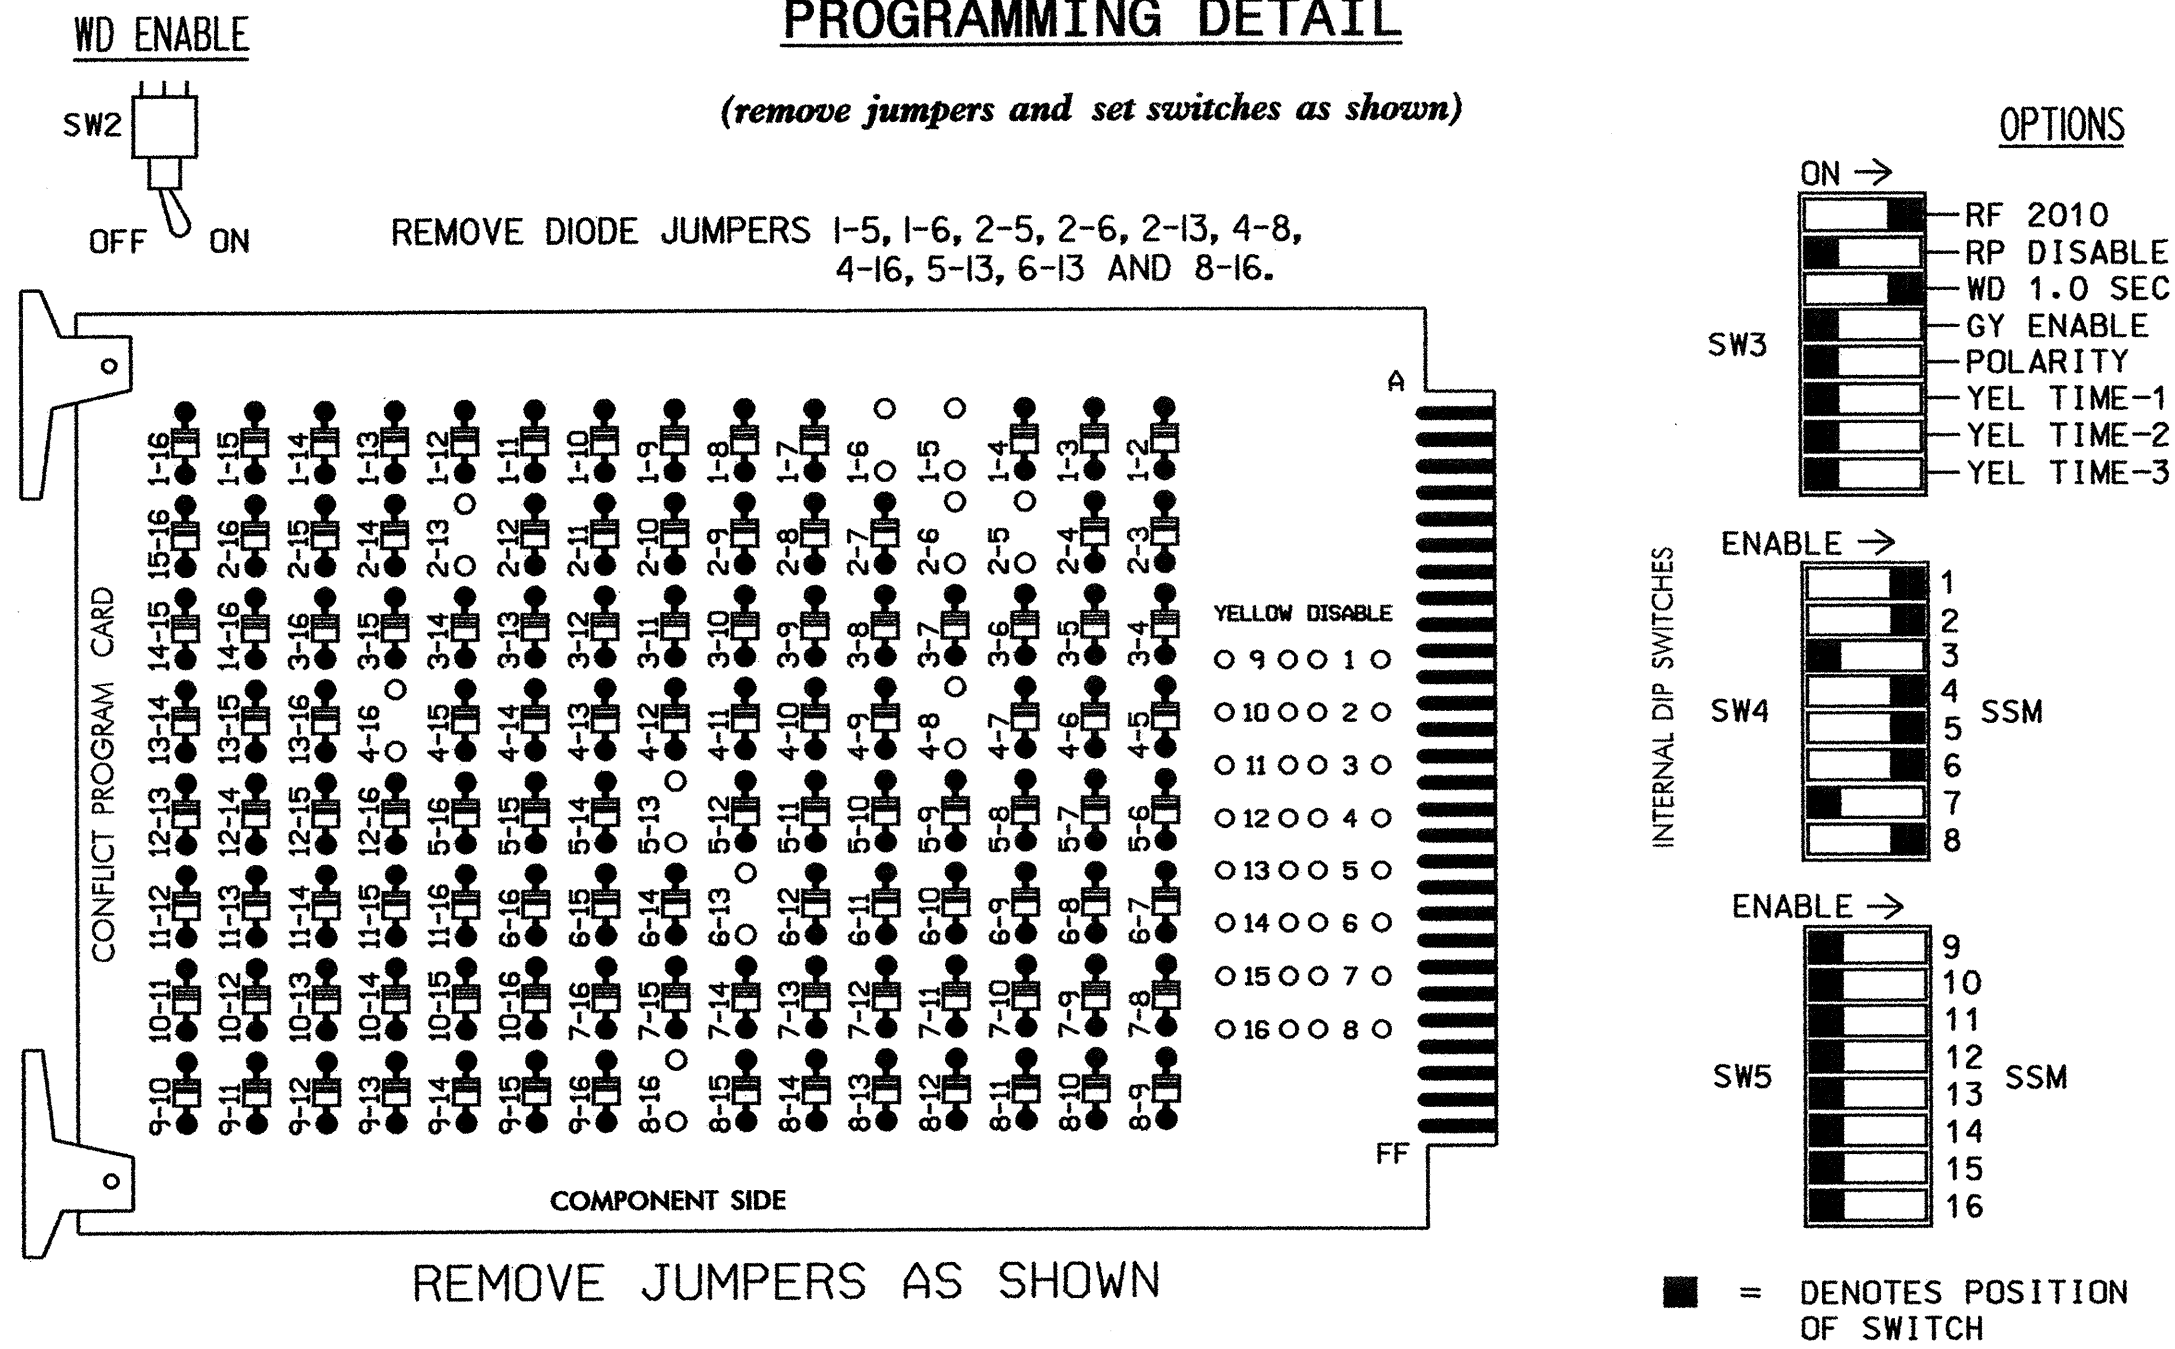 PROGRAMMING DETAIL
(remove jumpers and set switches as shown)
WD ENABLE
SW2
OFF ON
REMOVE DIODE JUMPERS 1-5, 1-6, 2-5, 2-6, 2-13, 4-8,
4-16, 5-13, 6-13 AND 8-16.
CONFLICT PROGRAM CARD
1-16 1-15 1-14 1-13 1-12 1-11 1-10 1-9 1-8 1-7 1-6 1-5 1-4 1-3 1-2
15-16 2-16 2-15 2-14 2-13 2-12 2-11 2-10 2-9 2-8 2-7 2-6 2-5 2-4 2-3
14-15 14-16 3-16 3-15 3-14 3-13 3-12 3-11 3-10 3-9 3-8 3-7 3-6 3-5 3-4
13-14 13-15 13-16 4-16 4-15 4-14 4-13 4-12 4-11 4-10 4-9 4-8 4-7 4-6 4-5
12-13 12-14 12-15 12-16 5-16 5-15 5-14 5-13 5-12 5-11 5-10 5-9 5-8 5-7 5-6
11-12 11-13 11-14 11-15 11-16 6-16 6-15 6-14 6-13 6-12 6-11 6-10 6-9 6-8 6-7
10-11 10-12 10-13 10-14 10-15 10-16 7-16 7-15 7-14 7-13 7-12 7-11 7-10 7-9 7-8
9-10 9-11 9-12 9-13 9-14 9-15 9-16 8-16 8-15 8-14 8-13 8-12 8-11 8-10 8-9
A
YELLOW DISABLE
9 1
10 2
11 3
12 4
13 5
14 6
15 7
16 8
FF
COMPONENT SIDE
REMOVE JUMPERS AS SHOWN
OPTIONS
ON →
SW3
RF 2010
RP DISABLE
WD 1.0 SEC
GY ENABLE
POLARITY
YEL TIME-1
YEL TIME-2
YEL TIME-3
INTERNAL DIP SWITCHES
ENABLE →
SW4
1
2
3
4
5
6
7
8
SSM
ENABLE →
SW5
9
10
11
12
13
14
15
16
SSM
= DENOTES POSITION
OF SWITCH